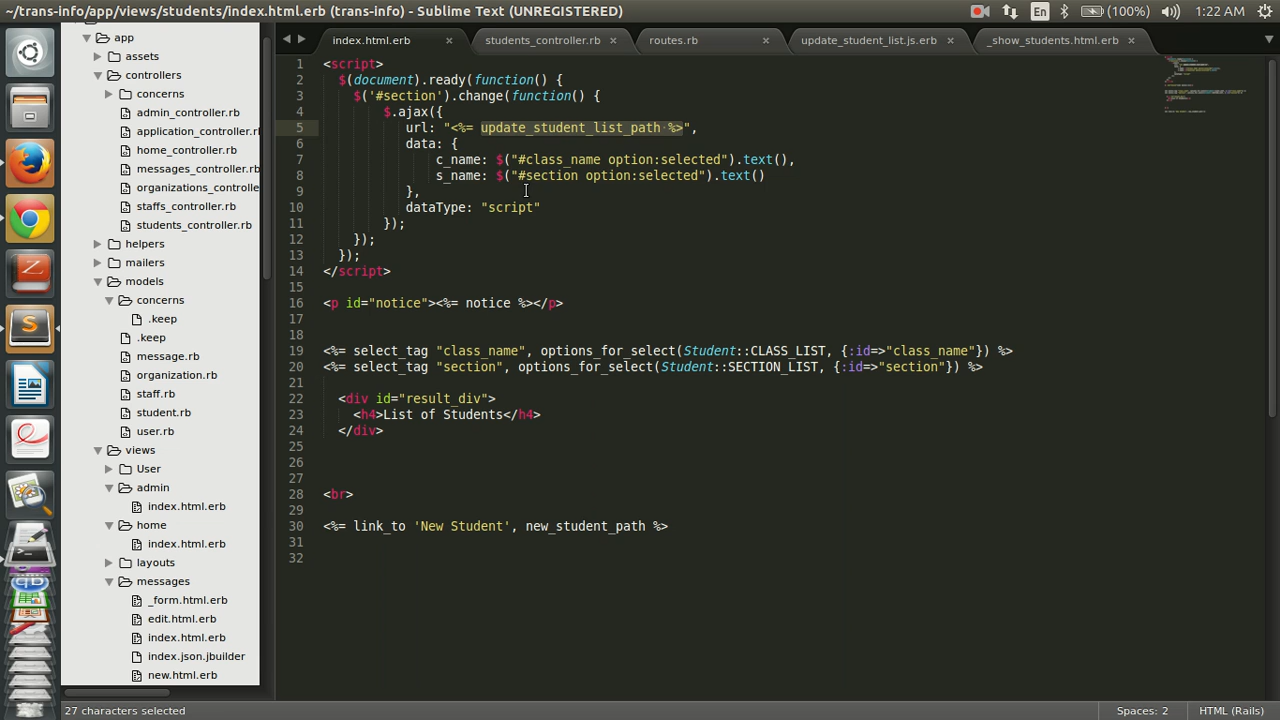 ~/trans-info/app/views/students/index.html.erb (trans-info) - Sublime Text (UNREGISTERED)
En
(100%)
1:22 AM
app
assets
controllers
concerns
admin_controller.rb
application_controller.r
home_controller.rb
messages_controller.rb
organizations_controlle
staffs_controller.rb
students_controller.rb
helpers
mailers
models
concerns
.keep
.keep
message.rb
organization.rb
staff.rb
student.rb
user.rb
views
User
admin
index.html.erb
home
index.html.erb
layouts
messages
_form.html.erb
edit.html.erb
index.html.erb
index.json.jbuilder
new.html.erb
index.html.erb × students_controller.rb × routes.rb × update_student_list.js.erb × _show_students.html.erb ×
1 <script>
2 $(document).ready(function() {
3 $('#section').change(function() {
4 $.ajax({
5 url: "<%= update_student_list_path %>",
6 data: {
7 c_name: $("#class_name option:selected").text(),
8 s_name: $("#section option:selected").text()
9 },
10 dataType: "script"
11 });
12 });
13 });
14 </script>
15
16 <p id="notice"><%= notice %></p>
17
18
19 <%= select_tag "class_name", options_for_select(Student::CLASS_LIST, {:id=>"class_name"}) %>
20 <%= select_tag "section", options_for_select(Student::SECTION_LIST, {:id=>"section"}) %>
21
22 <div id="result_div">
23 <h4>List of Students</h4>
24 </div>
25
26
27
28 <br>
29
30 <%= link_to 'New Student', new_student_path %>
31
32
27 characters selected
Spaces: 2
HTML (Rails)